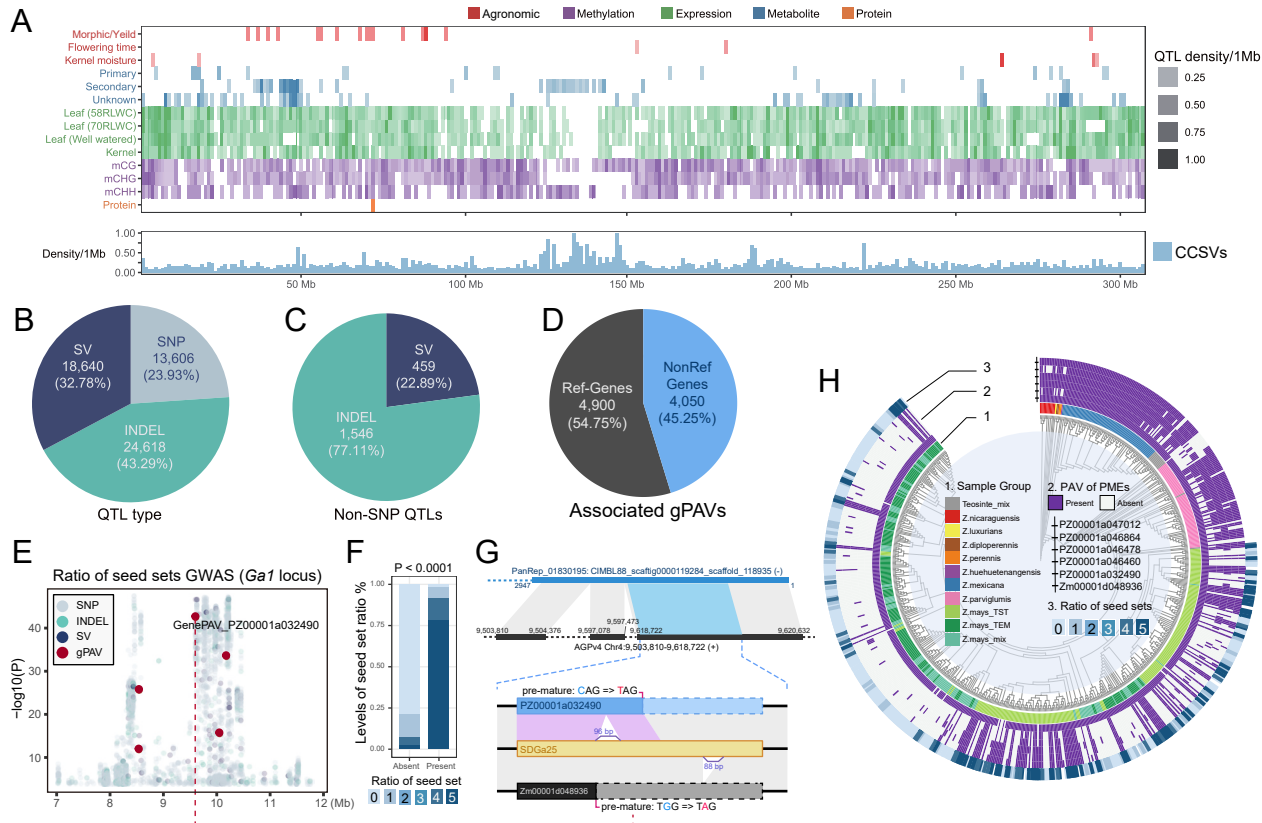 A
Agronomic
Methylation
Expression
Metabolite
Protein
Morphic/Yeild
Flowering time
Kernel moisture
Primary
Secondary
Unknown
Leaf (58RLWC)
Leaf (70RLWC)
Leaf (Well watered)
Kernel
mCG
mCHG
mCHH
Protein
QTL density/1Mb
0.25
0.50
0.75
1.00
Density/1Mb
1.00
0.50
0.00
CCSVs
50 Mb
100 Mb
150 Mb
200 Mb
250 Mb
300 Mb
B
SV
18,640
(32.78%)
SNP
13,606
(23.93%)
INDEL
24,618
(43.29%)
QTL type
C
SV
459
(22.89%)
INDEL
1,546
(77.11%)
Non-SNP QTLs
D
Ref-Genes
4,900
(54.75%)
NonRef
Genes
4,050
(45.25%)
Associated gPAVs
E
Ratio of seed sets GWAS (Ga1 locus)
SNP
INDEL
SV
gPAV
GenePAV_PZ00001a032490
−log10(P)
40
30
20
10
7
8
9
10
11
12
(Mb)
F
P < 0.0001
Levels of seed set ratio %
1.00
0.75
0.50
0.25
0.00
Absent
Present
Ratio of seed set
0 1 2 3 4 5
G
PanRep_01830195: CIMBL88_scaftig0000119284_scaffold_118935 (-)
2947
1
9,503,810
9,504,376
9,597,078
9,597,473
9,618,722
9,620,632
AGPv4 Chr4:9,503,810-9,618,722 (+)
pre-mature: CAG => TAG
PZ00001a032490
96 bp
SDGa25
88 bp
Zm00001d048936
pre-mature: TGG => TAG
H
3
2
1
1. Sample Group
Teosinte_mix
Z.nicaraguensis
Z.luxurians
Z.diploperennis
Z.perennis
Z.huehuetenangensis
Z.mexicana
Z.parviglumis
Z.mays_TST
Z.mays_TEM
Z.mays_mix
2. PAV of PMEs
Present
Absent
PZ00001a047012
PZ00001a046864
PZ00001a046478
PZ00001a046460
PZ00001a032490
Zm00001d048936
3. Ratio of seed sets
0 1 2 3 4 5